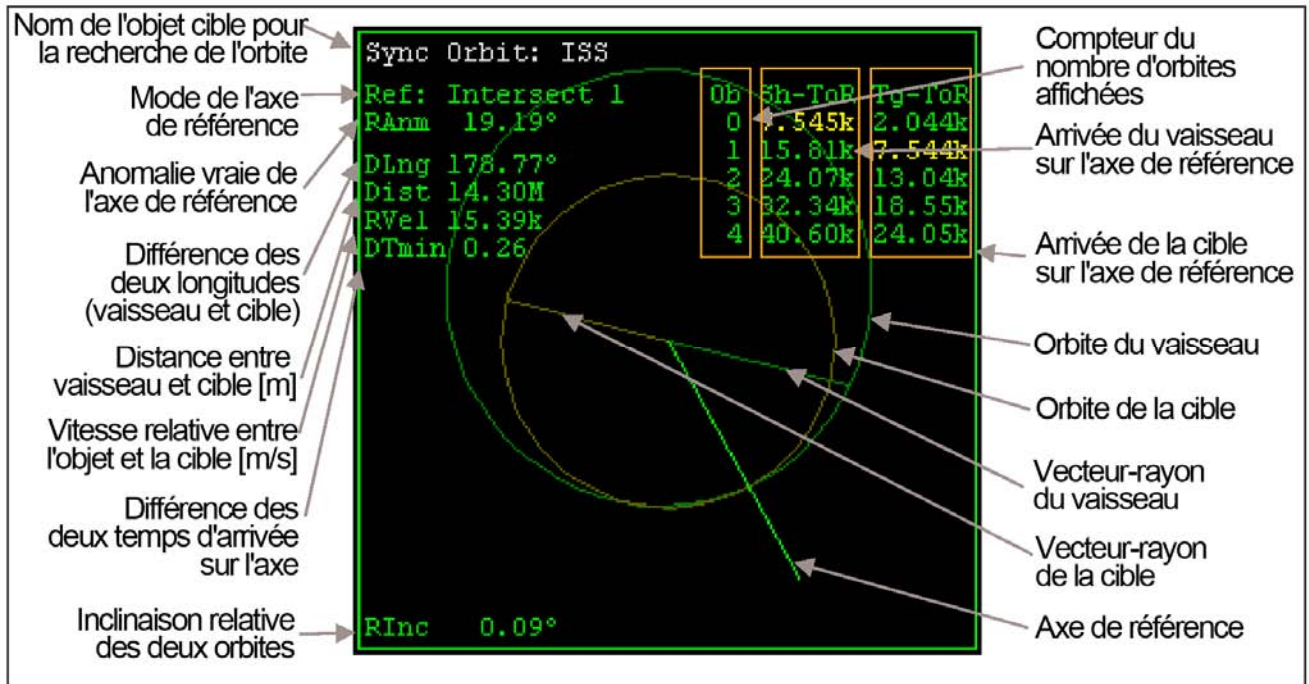 Nom de l'objet cible pour
la recherche de l'orbite
Mode de l'axe
de référence
Anomalie vraie de
l'axe de référence
Différence des
deux longitudes
(vaisseau et cible)
Distance entre
vaisseau et cible [m]
Vitesse relative entre
l'objet et la cible [m/s]
Différence des
deux temps d'arrivée
sur l'axe
Inclinaison relative
des deux orbites
Sync Orbit: ISS
Ref: Intersect 1
RAnm 19.19°
DLng 178.77°
Dist 14.30M
RVel 15.39k
DTmin 0.26
Ob Sh-ToR Tg-ToR
0 7.545k 2.044k
1 15.81k 7.544k
2 24.07k 13.04k
3 32.34k 18.55k
4 40.60k 24.05k
RInc 0.09°
Compteur du
nombre d'orbites
affichées
Arrivée du vaisseau
sur l'axe de référence
Arrivée de la cible
sur l'axe de référence
Orbite du vaisseau
Orbite de la cible
Vecteur-rayon
du vaisseau
Vecteur-rayon
de la cible
Axe de référence